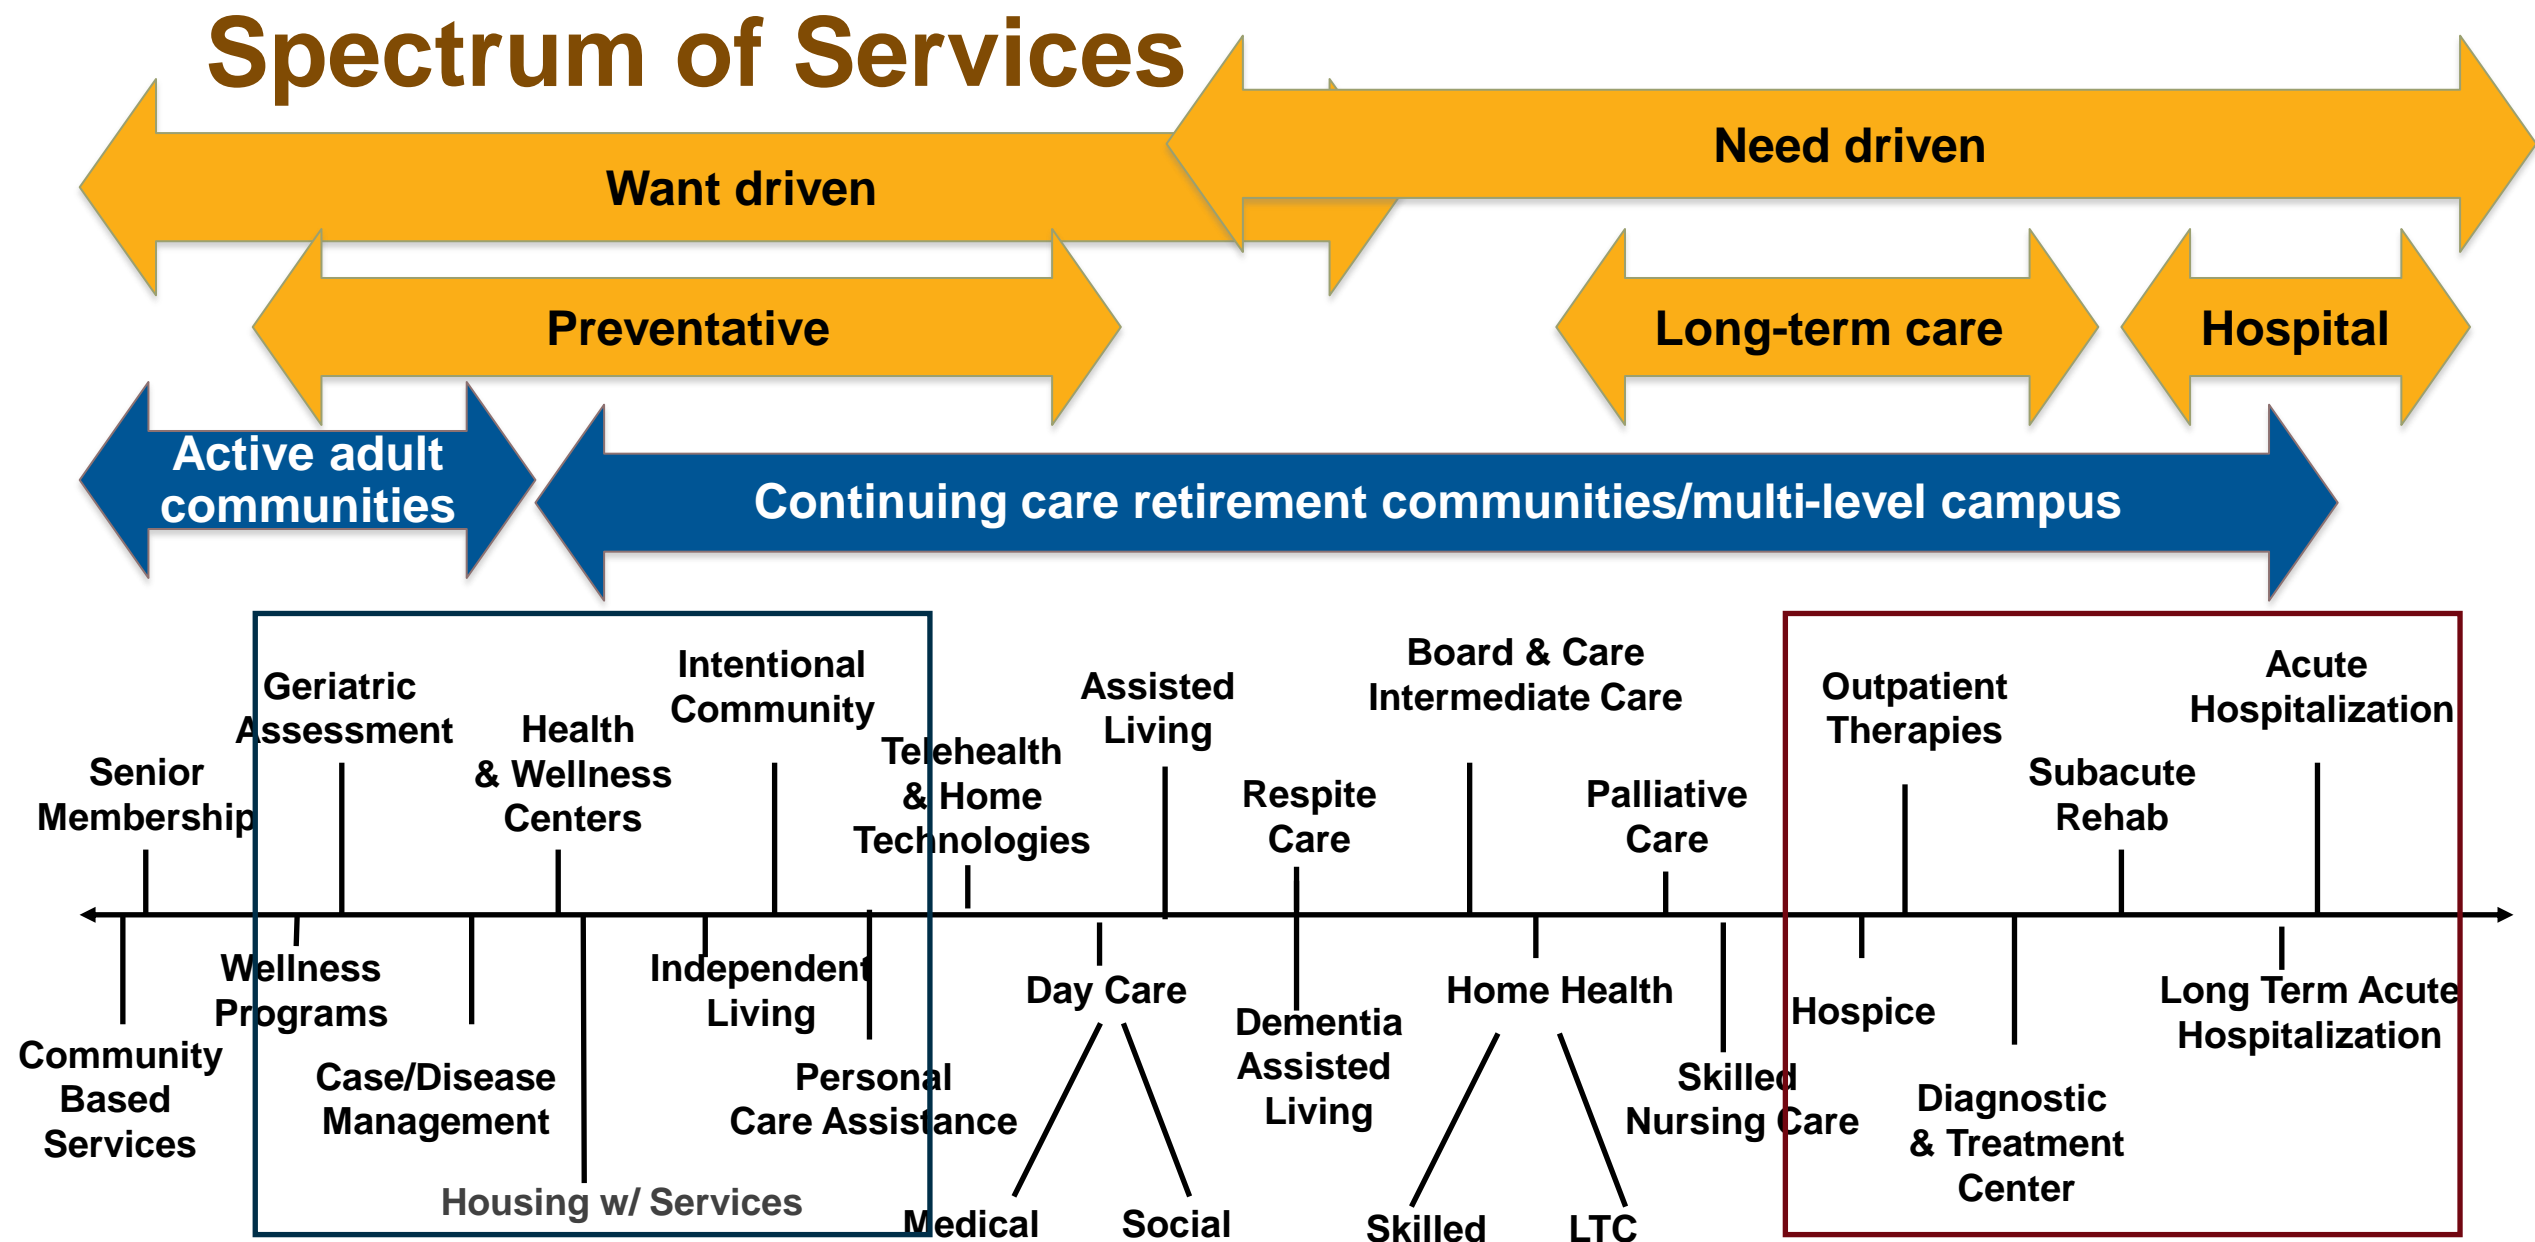 Spectrum of Services
Need driven
Want driven
Preventative
Long-term care
Hospital
Active adult
communities
Continuing care retirement communities/multi-level campus
Senior
Membership
Geriatric
Assessment
Health
& Wellness
Centers
Intentional
Community
Telehealth
& Home
Technologies
Assisted
Living
Respite
Care
Board & Care
Intermediate Care
Palliative
Care
Outpatient
Therapies
Subacute
Rehab
Acute
Hospitalization
Community
Based
Services
Wellness
Programs
Case/Disease
Management
Housing w/ Services
Independent
Living
Personal
Care Assistance
Day Care
Medical
Social
Dementia
Assisted
Living
Home Health
Skilled
LTC
Skilled
Nursing Care
Hospice
Diagnostic
& Treatment
Center
Long Term Acute
Hospitalization